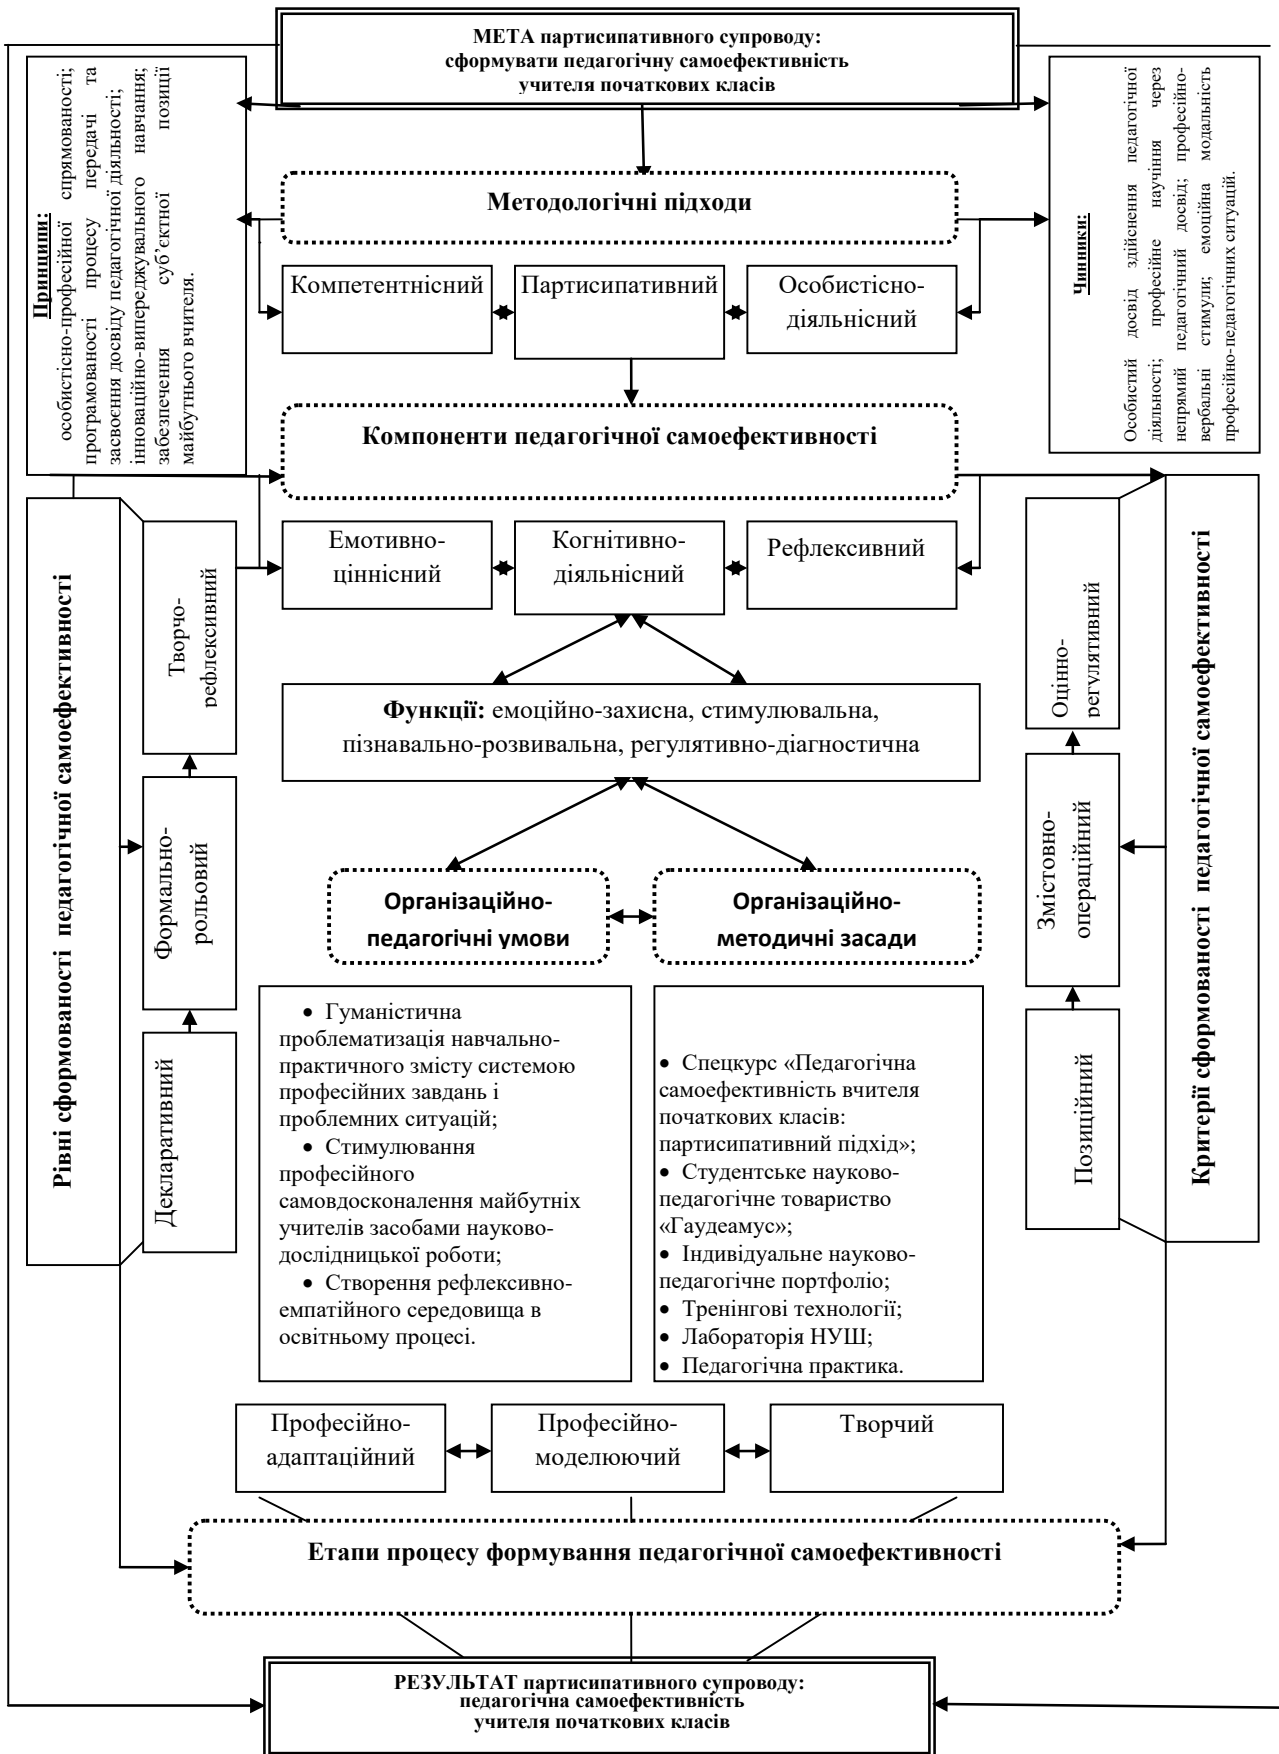 МЕТА партисипативного супроводу:
сформувати педагогічну самоефективність
учителя початкових класів
Принципи:
особистісно-професійної спрямованості;
програмованості процесу передачі та
засвоєння досвіду педагогічної діяльності;
інноваційно-випереджувального навчання;
забезпечення суб’єктної позиції
майбутнього вчителя.
Методологічні підходи
Компетентнісний
Партисипативний
Особистісно-
діяльнісний
Чинники:
Особистий досвід здійснення педагогічної
діяльності; професійне научіння через
непрямий педагогічний досвід; професійно-
вербальні стимули; емоційна модальність
професійно-педагогічних ситуацій.
Компоненти педагогічної самоефективності
Емотивно-
ціннісний
Когнітивно-
діяльнісний
Рефлексивний
Рівні сформованості педагогічної самоефективності
Творчо-
рефлексивний
Формально-
рольовий
Декларативний
Функції: емоційно-захисна, стимулювальна,
пізнавально-розвивальна, регулятивно-діагностична
Оцінно-
регулятивний
Змістовно-
операційний
Позиційний
Критерії сформованості педагогічної самоефективності
Організаційно-
педагогічні умови
Організаційно-
методичні засади
• Гуманістична
проблематизація навчально-
практичного змісту системою
професійних завдань і
проблемних ситуацій;
• Стимулювання
професійного
самовдосконалення майбутніх
учителів засобами науково-
дослідницької роботи;
• Створення рефлексивно-
емпатійного середовища в
освітньому процесі.
• Спецкурс «Педагогічна
самоефективність вчителя
початкових класів:
партисипативний підхід»;
• Студентське науково-
педагогічне товариство
«Гаудеамус»;
• Індивідуальне науково-
педагогічне портфоліо;
• Тренінгові технології;
• Лабораторія НУШ;
• Педагогічна практика.
Професійно-
адаптаційний
Професійно-
моделюючий
Творчий
Етапи процесу формування педагогічної самоефективності
РЕЗУЛЬТАТ партисипативного супроводу:
педагогічна самоефективність
учителя початкових класів